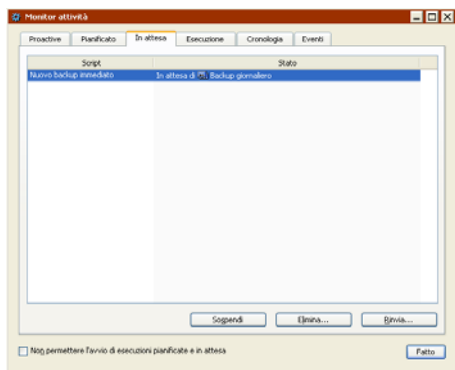 Monitor attività
Proactive Pianificato In attesa Esecuzione Cronologia Eventi
Script Stato
Nuovo backup immediato In attesa di Backup giornaliero
Sospendi Elimina... Rinvia...
Non permettere l'avvio di esecuzioni pianificate e in attesa Fatto